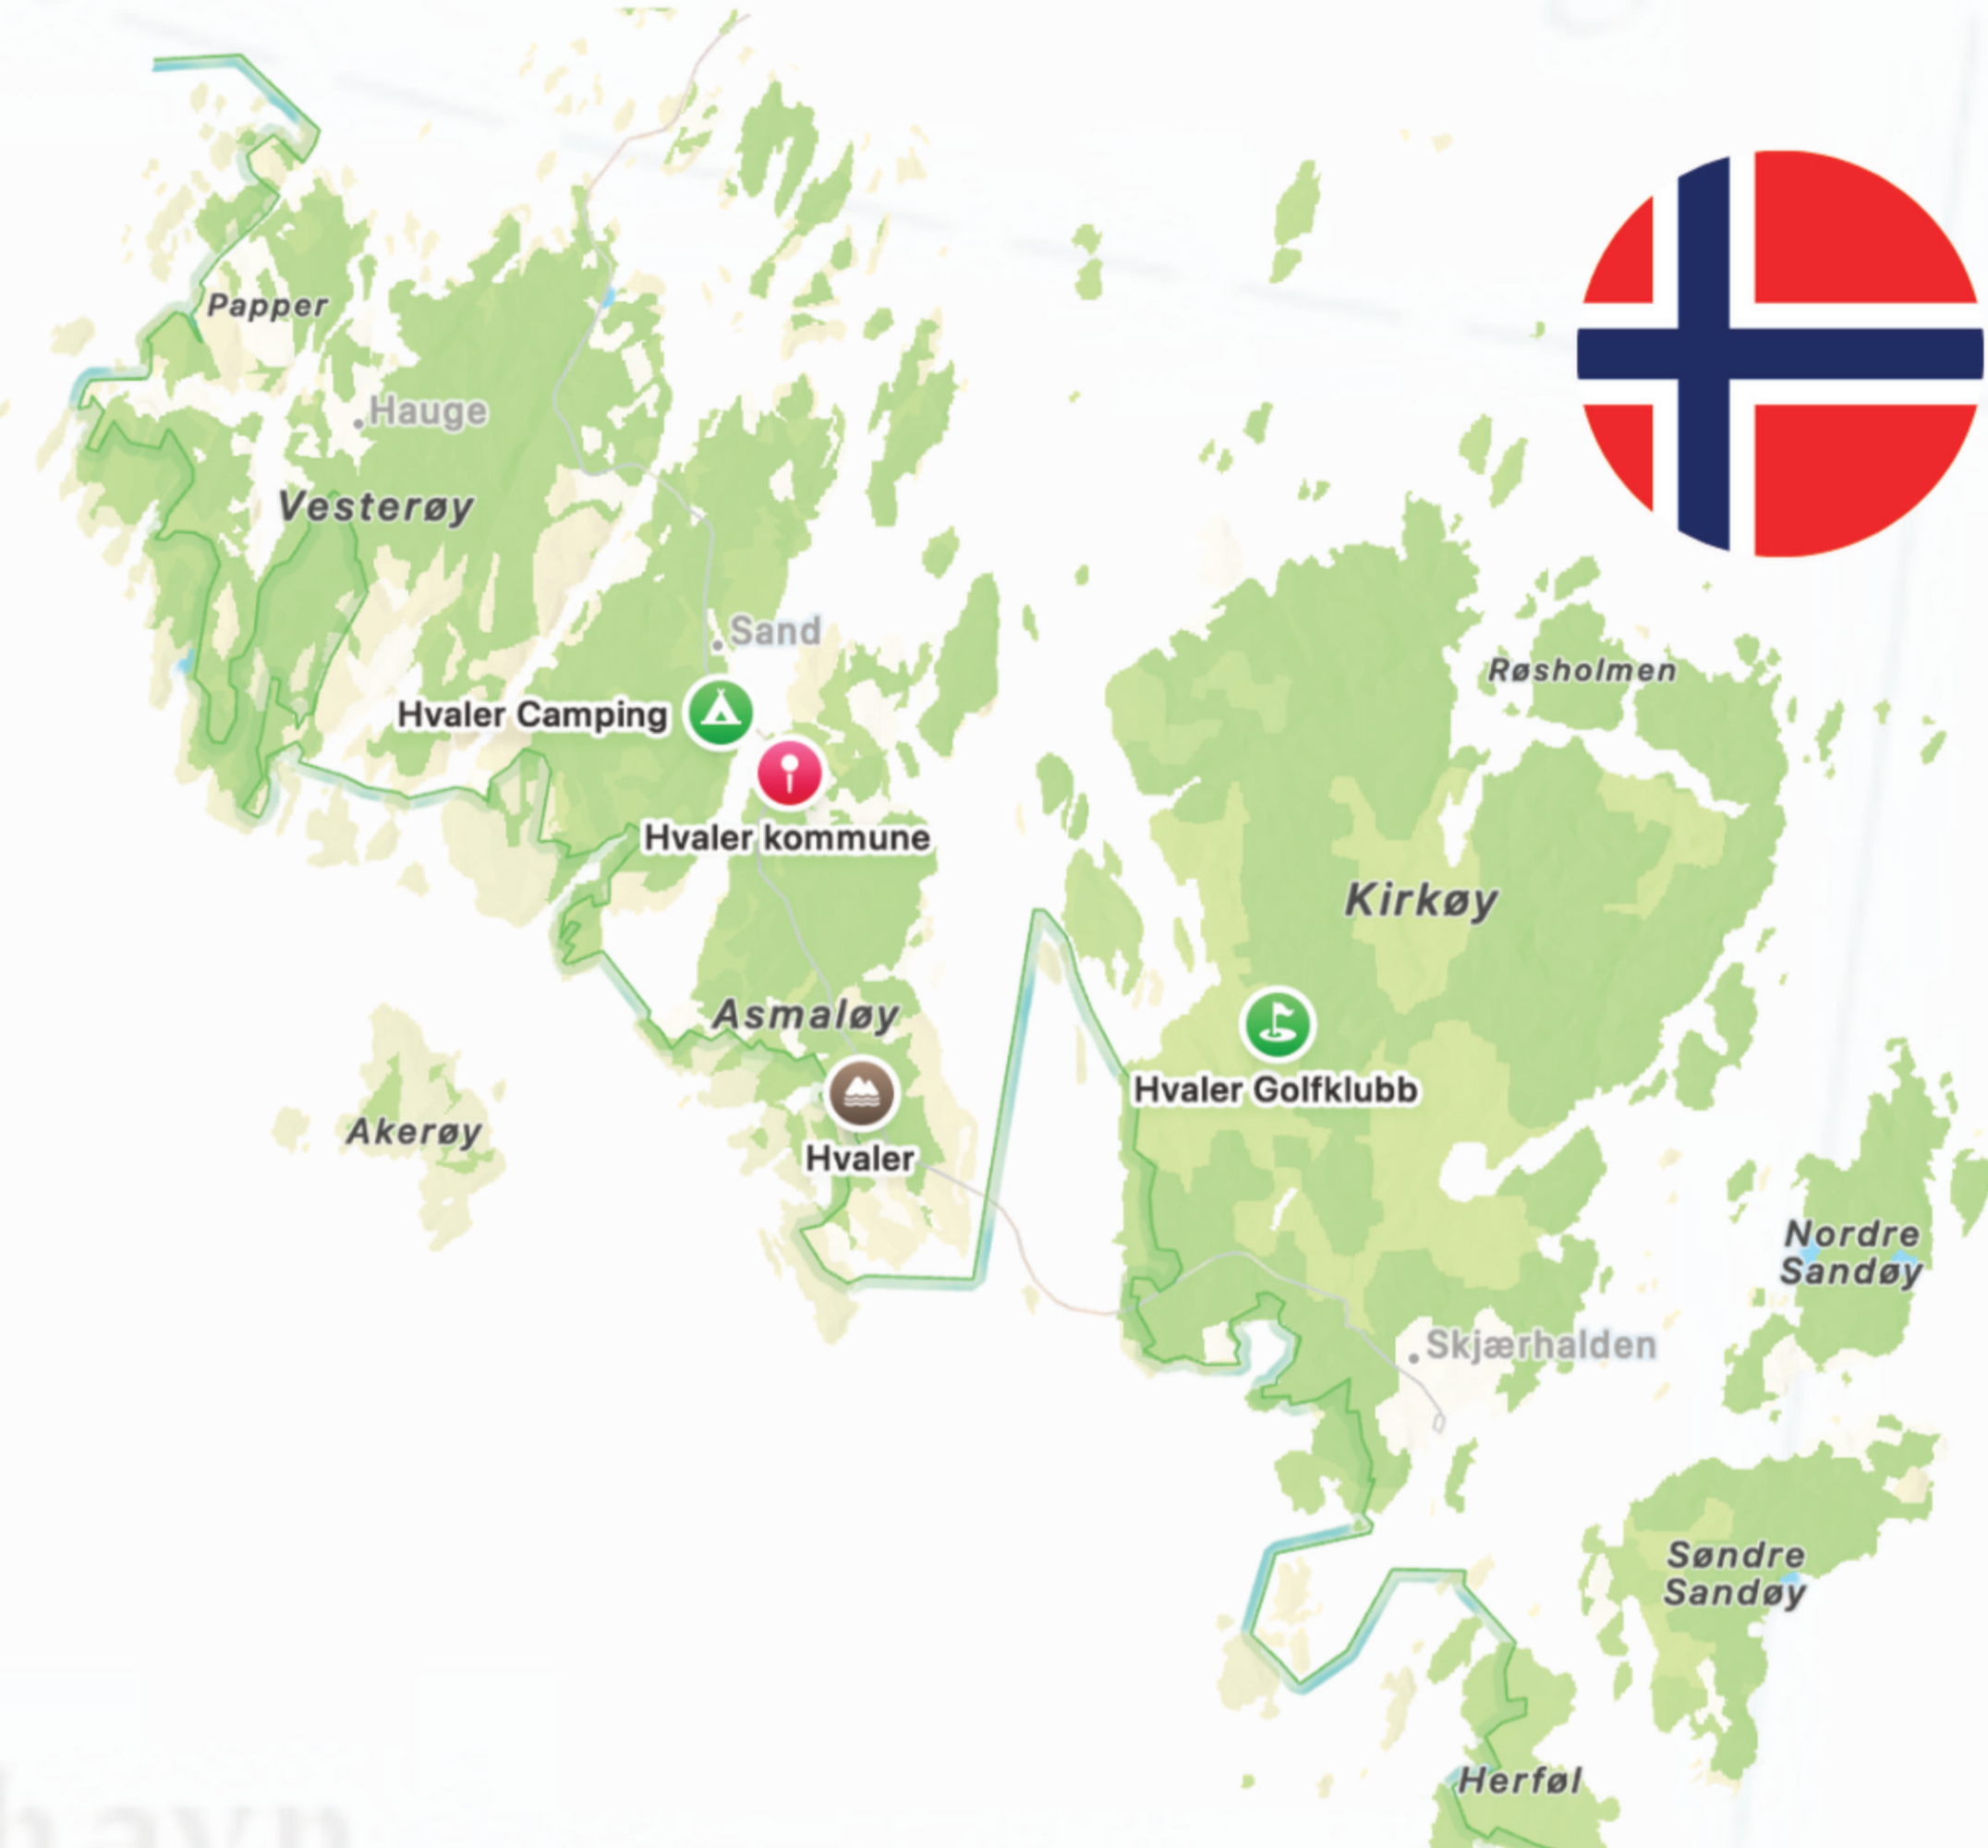 Papper
Hauge
Vesterøy
Sand
Røsholmen
Hvaler Camping
Hvaler kommune
Kirkøy
Asmaløy
Hvaler Golfklubb
Akerøy
Hvaler
Nordre
Sandøy
Skjærhalden
Søndre
Sandøy
Herføl